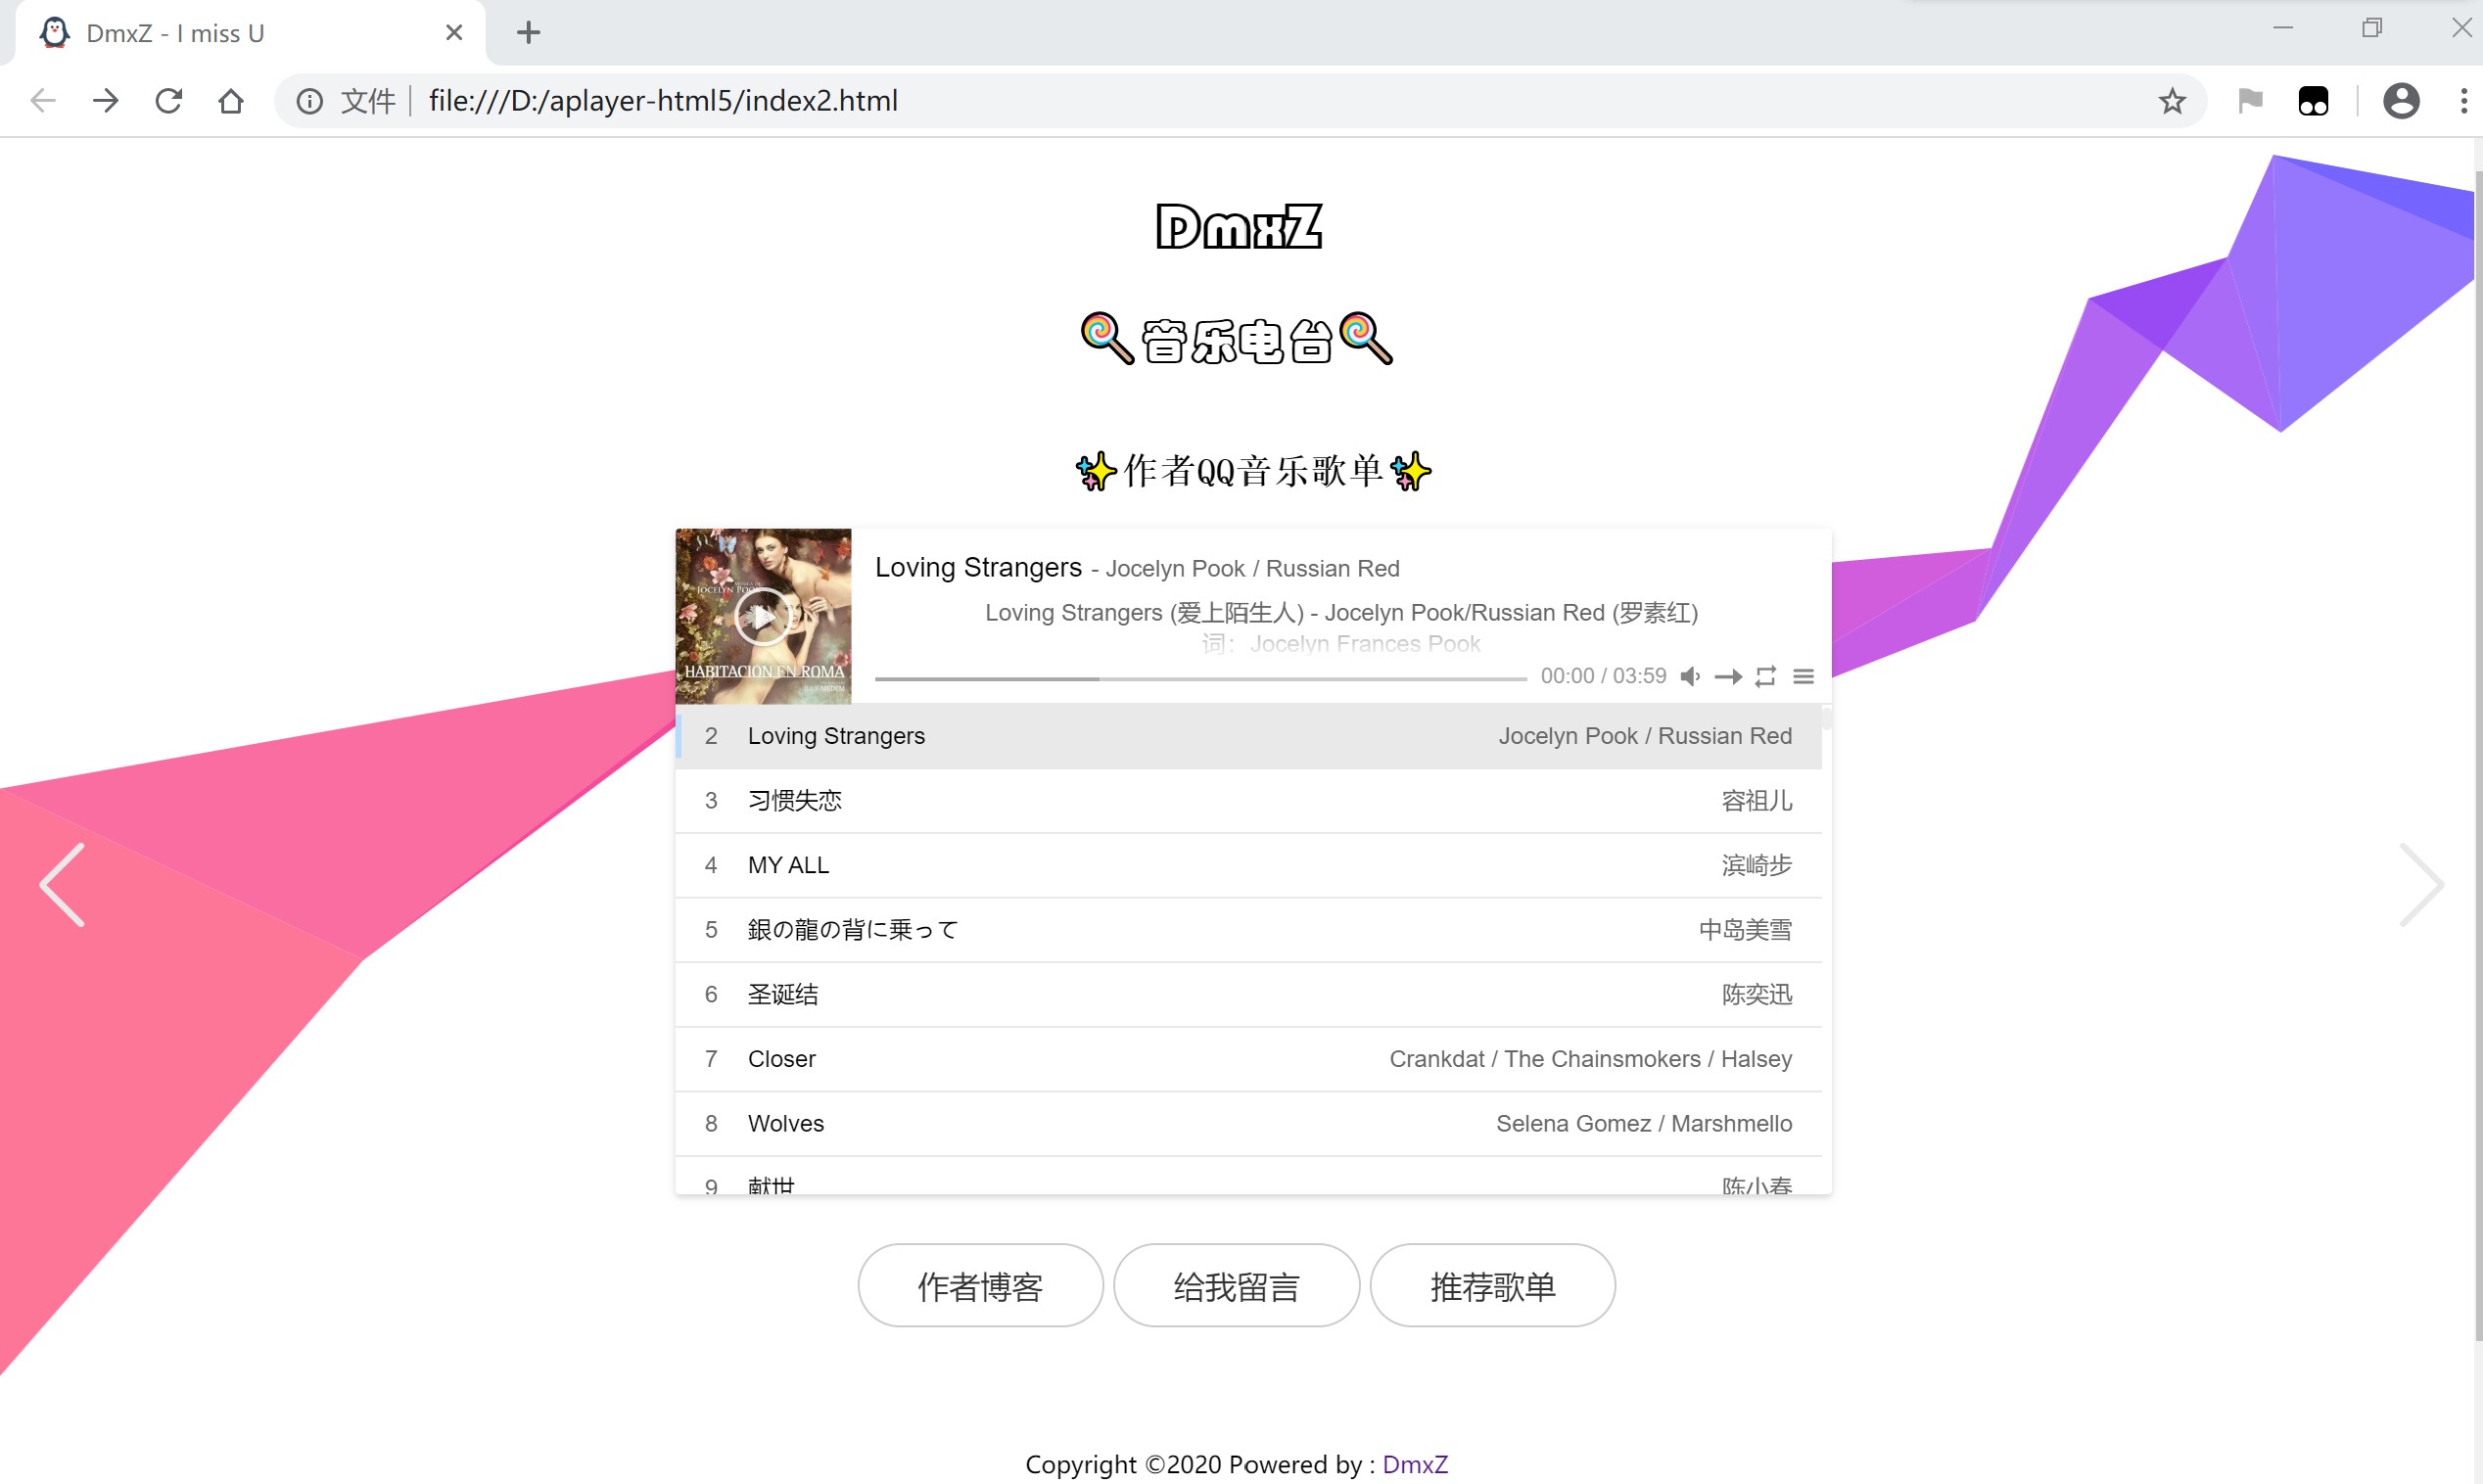 DmxZ - I miss U
文件 file:///D:/aplayer-html5/index2.html
DmxZ
音乐电台
作者QQ音乐歌单
JOCELYN POOK
HABITACIÓN EN ROMA
Loving Strangers - Jocelyn Pook / Russian Red
Loving Strangers (爱上陌生人) - Jocelyn Pook/Russian Red (罗素红)
词：Jocelyn Frances Pook
00:00 / 03:59
2 Loving Strangers Jocelyn Pook / Russian Red
3 习惯失恋 容祖儿
4 MY ALL 滨崎步
5 銀の龍の背に乗って 中岛美雪
6 圣诞结 陈奕迅
7 Closer Crankdat / The Chainsmokers / Halsey
8 Wolves Selena Gomez / Marshmello
9 献世 陈小春
作者博客 给我留言 推荐歌单
Copyright ©2020 Powered by : DmxZ